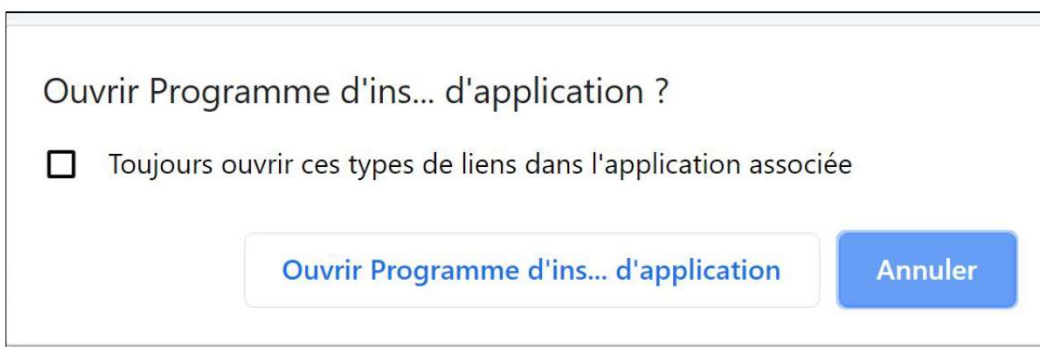 Ouvrir Programme d'ins... d'application ?
Toujours ouvrir ces types de liens dans l'application associée
Ouvrir Programme d'ins... d'application
Annuler